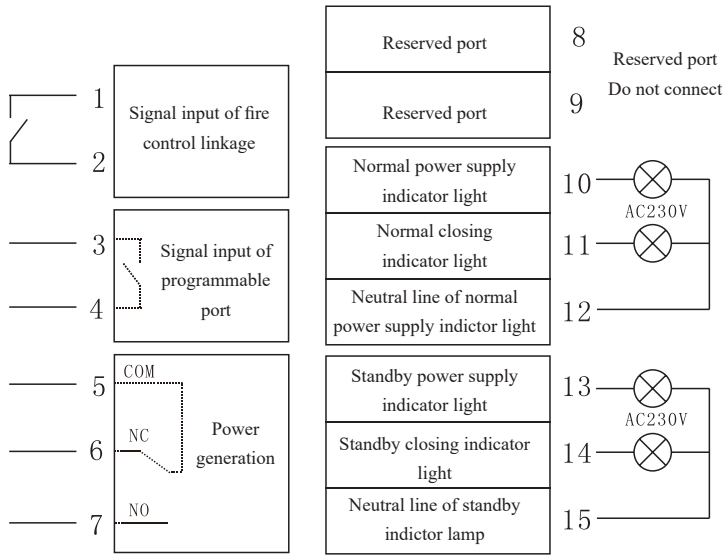 1
2
Signal input of fire
control linkage
3
4
Signal input of
programmable
port
5
6
7
COM
NC
NO
Power
generation
Reserved port
8
Reserved port
9
Reserved port
Do not connect
Normal power supply
indicator light
10
AC230V
Normal closing
indicator light
11
Neutral line of normal
power supply indictor light
12
Standby power supply
indicator light
13
AC230V
Standby closing indicator
light
14
Neutral line of standby
indictor lamp
15